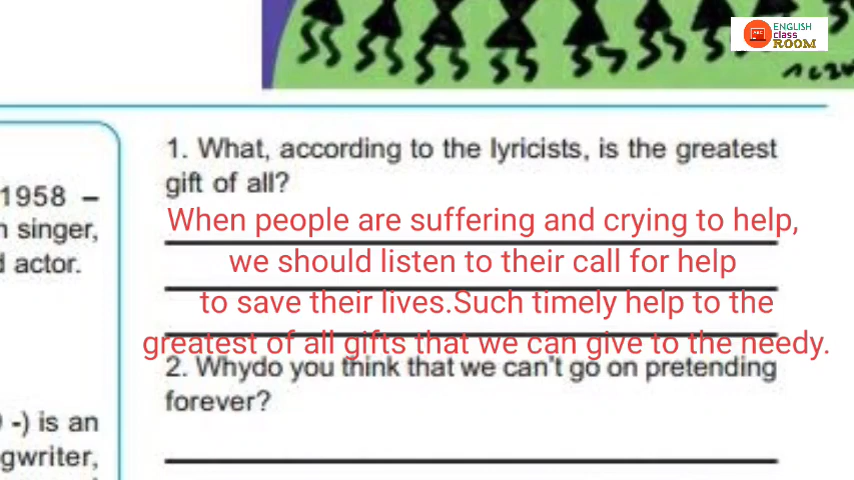 ENGLISH
class
ROOM
1. What, according to the lyricists, is the greatest
gift of all?
When people are suffering and crying to help,
we should listen to their call for help
to save their lives.Such timely help to the
greatest of all gifts that we can give to the needy.
2. Whydo you think that we can't go on pretending
forever?
1958 –
singer,
actor.
-) is an
gwriter,